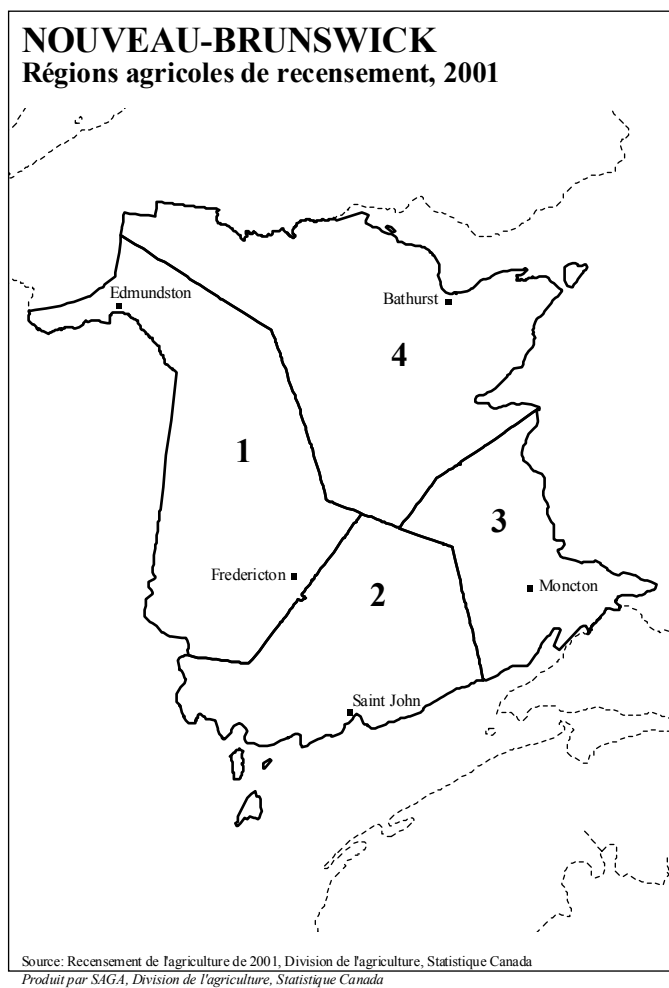 NOUVEAU-BRUNSWICK
Régions agricoles de recensement, 2001
Edmundston
Bathurst
4
1
3
Fredericton
Moncton
2
Saint John
Source: Recensement de l'agriculture de 2001, Division de l'agriculture, Statistique Canada
Produit par SAGA, Division de l'agriculture, Statistique Canada